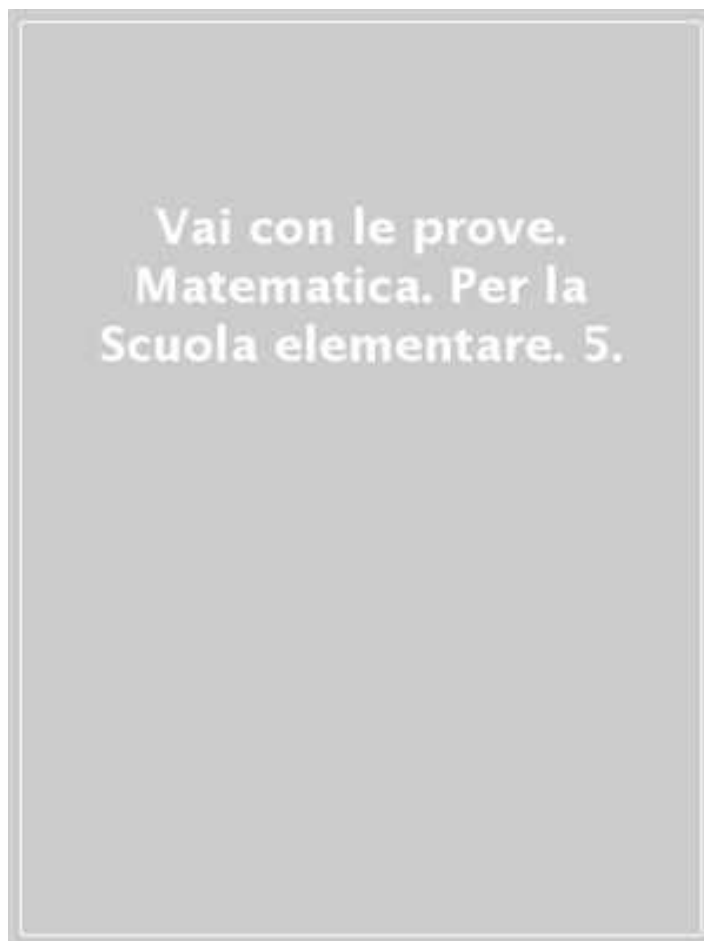 Vai con le prove.
Matematica. Per la
Scuola elementare. 5.